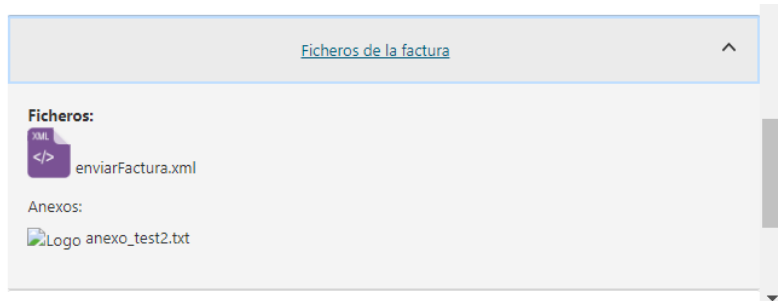 Ficheros de la factura
Ficheros:
XML
</>
enviarFactura.xml
Anexos:
Logo anexo_test2.txt